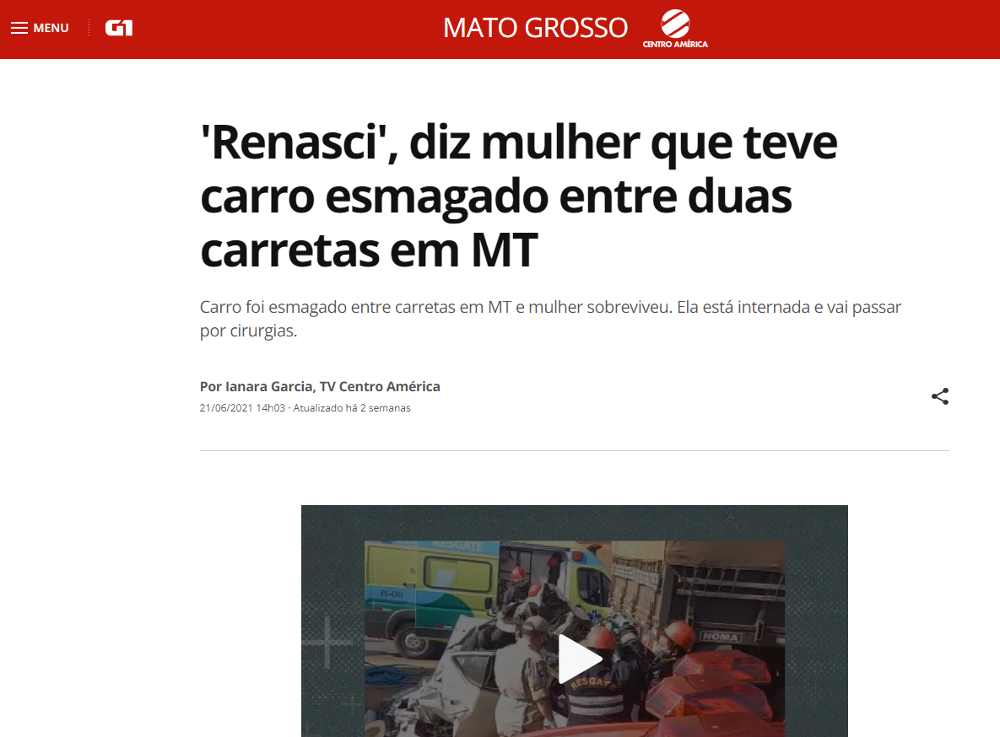 MENU
G1
MATO GROSSO
CENTRO AMÉRICA
'Renasci', diz mulher que teve
carro esmagado entre duas
carretas em MT
Carro foi esmagado entre carretas em MT e mulher sobreviveu. Ela está internada e vai passar
por cirurgias.
Por Ianara Garcia, TV Centro América
21/06/2021 14h03 · Atualizado há 2 semanas
RESGATE
R-08
NOMA
RESGATE